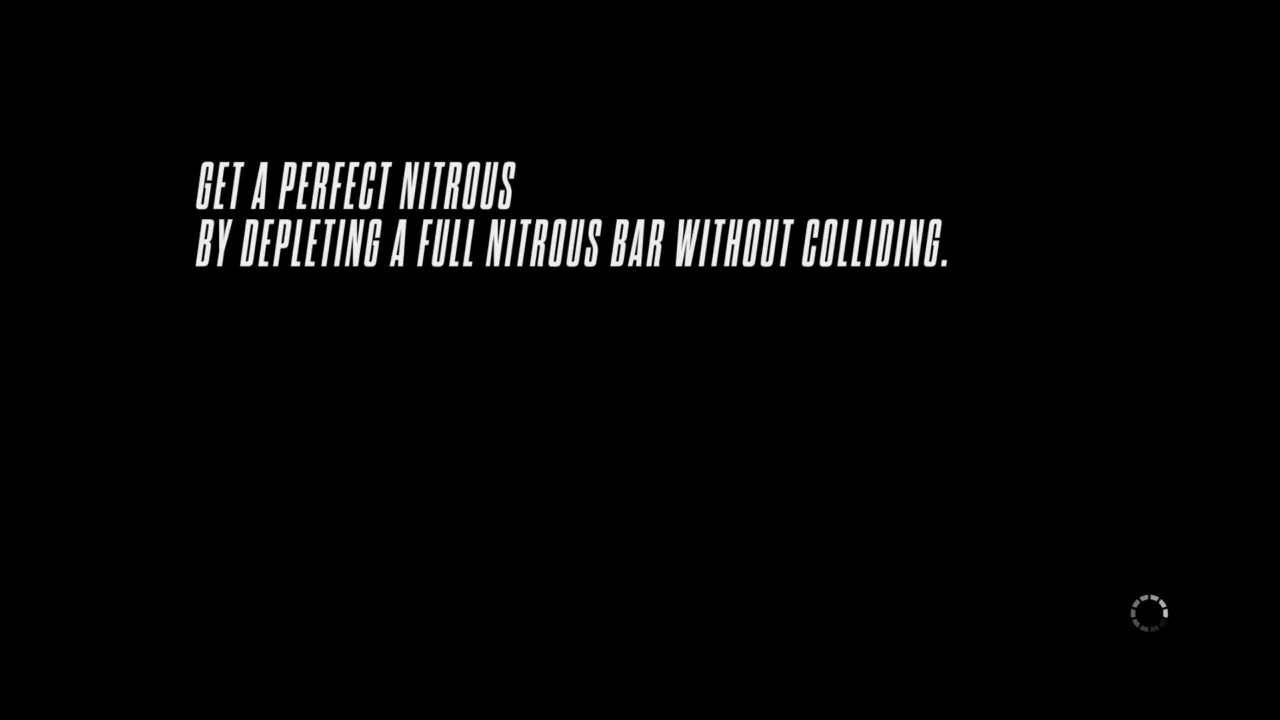 GET A PERFECT NITROUS
BY DEPLETING A FULL NITROUS BAR WITHOUT COLLIDING.